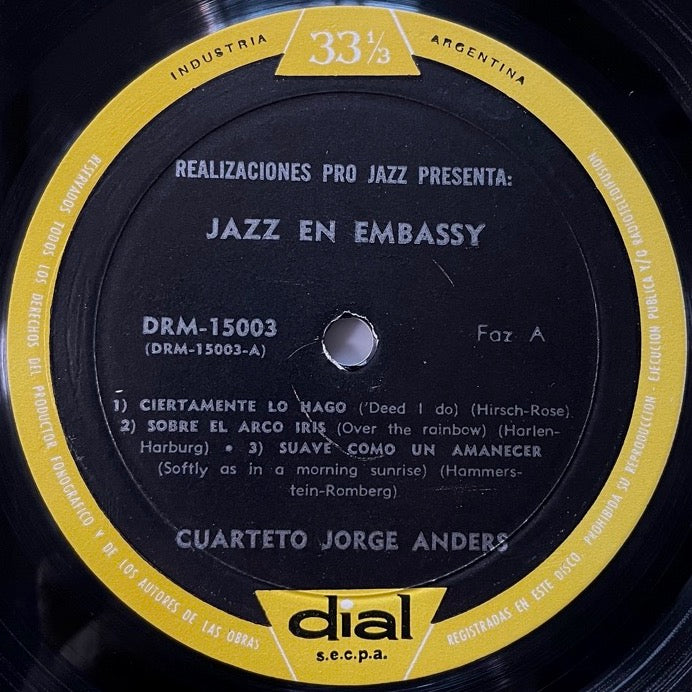 INDUSTRIA 33⅓ ARGENTINA
REALIZACIONES PRO JAZZ PRESENTA:
JAZZ EN EMBASSY
DRM-15003
(DRM-15003-A)
Faz A
1) CIERTAMENTE LO HAGO ('Deed I do) (Hirsch-Rose)
2) SOBRE EL ARCO IRIS (Over the rainbow) (Harlen-
Harburg) • 3) SUAVE COMO UN AMANECER
(Softly as in a morning sunrise) (Hammers-
tein-Romberg)
CUARTETO JORGE ANDERS
dial
s.e.c.p.a.
RESERVADOS TODOS LOS DERECHOS DEL PRODUCTOR FONOGRAFICO Y DE LOS AUTORES DE LAS OBRAS
REGISTRADAS EN ESTE DISCO PROHIBIDA SU REPRODUCCION - EJECUCION PUBLICA Y/O RADIOTELEDIFUSION